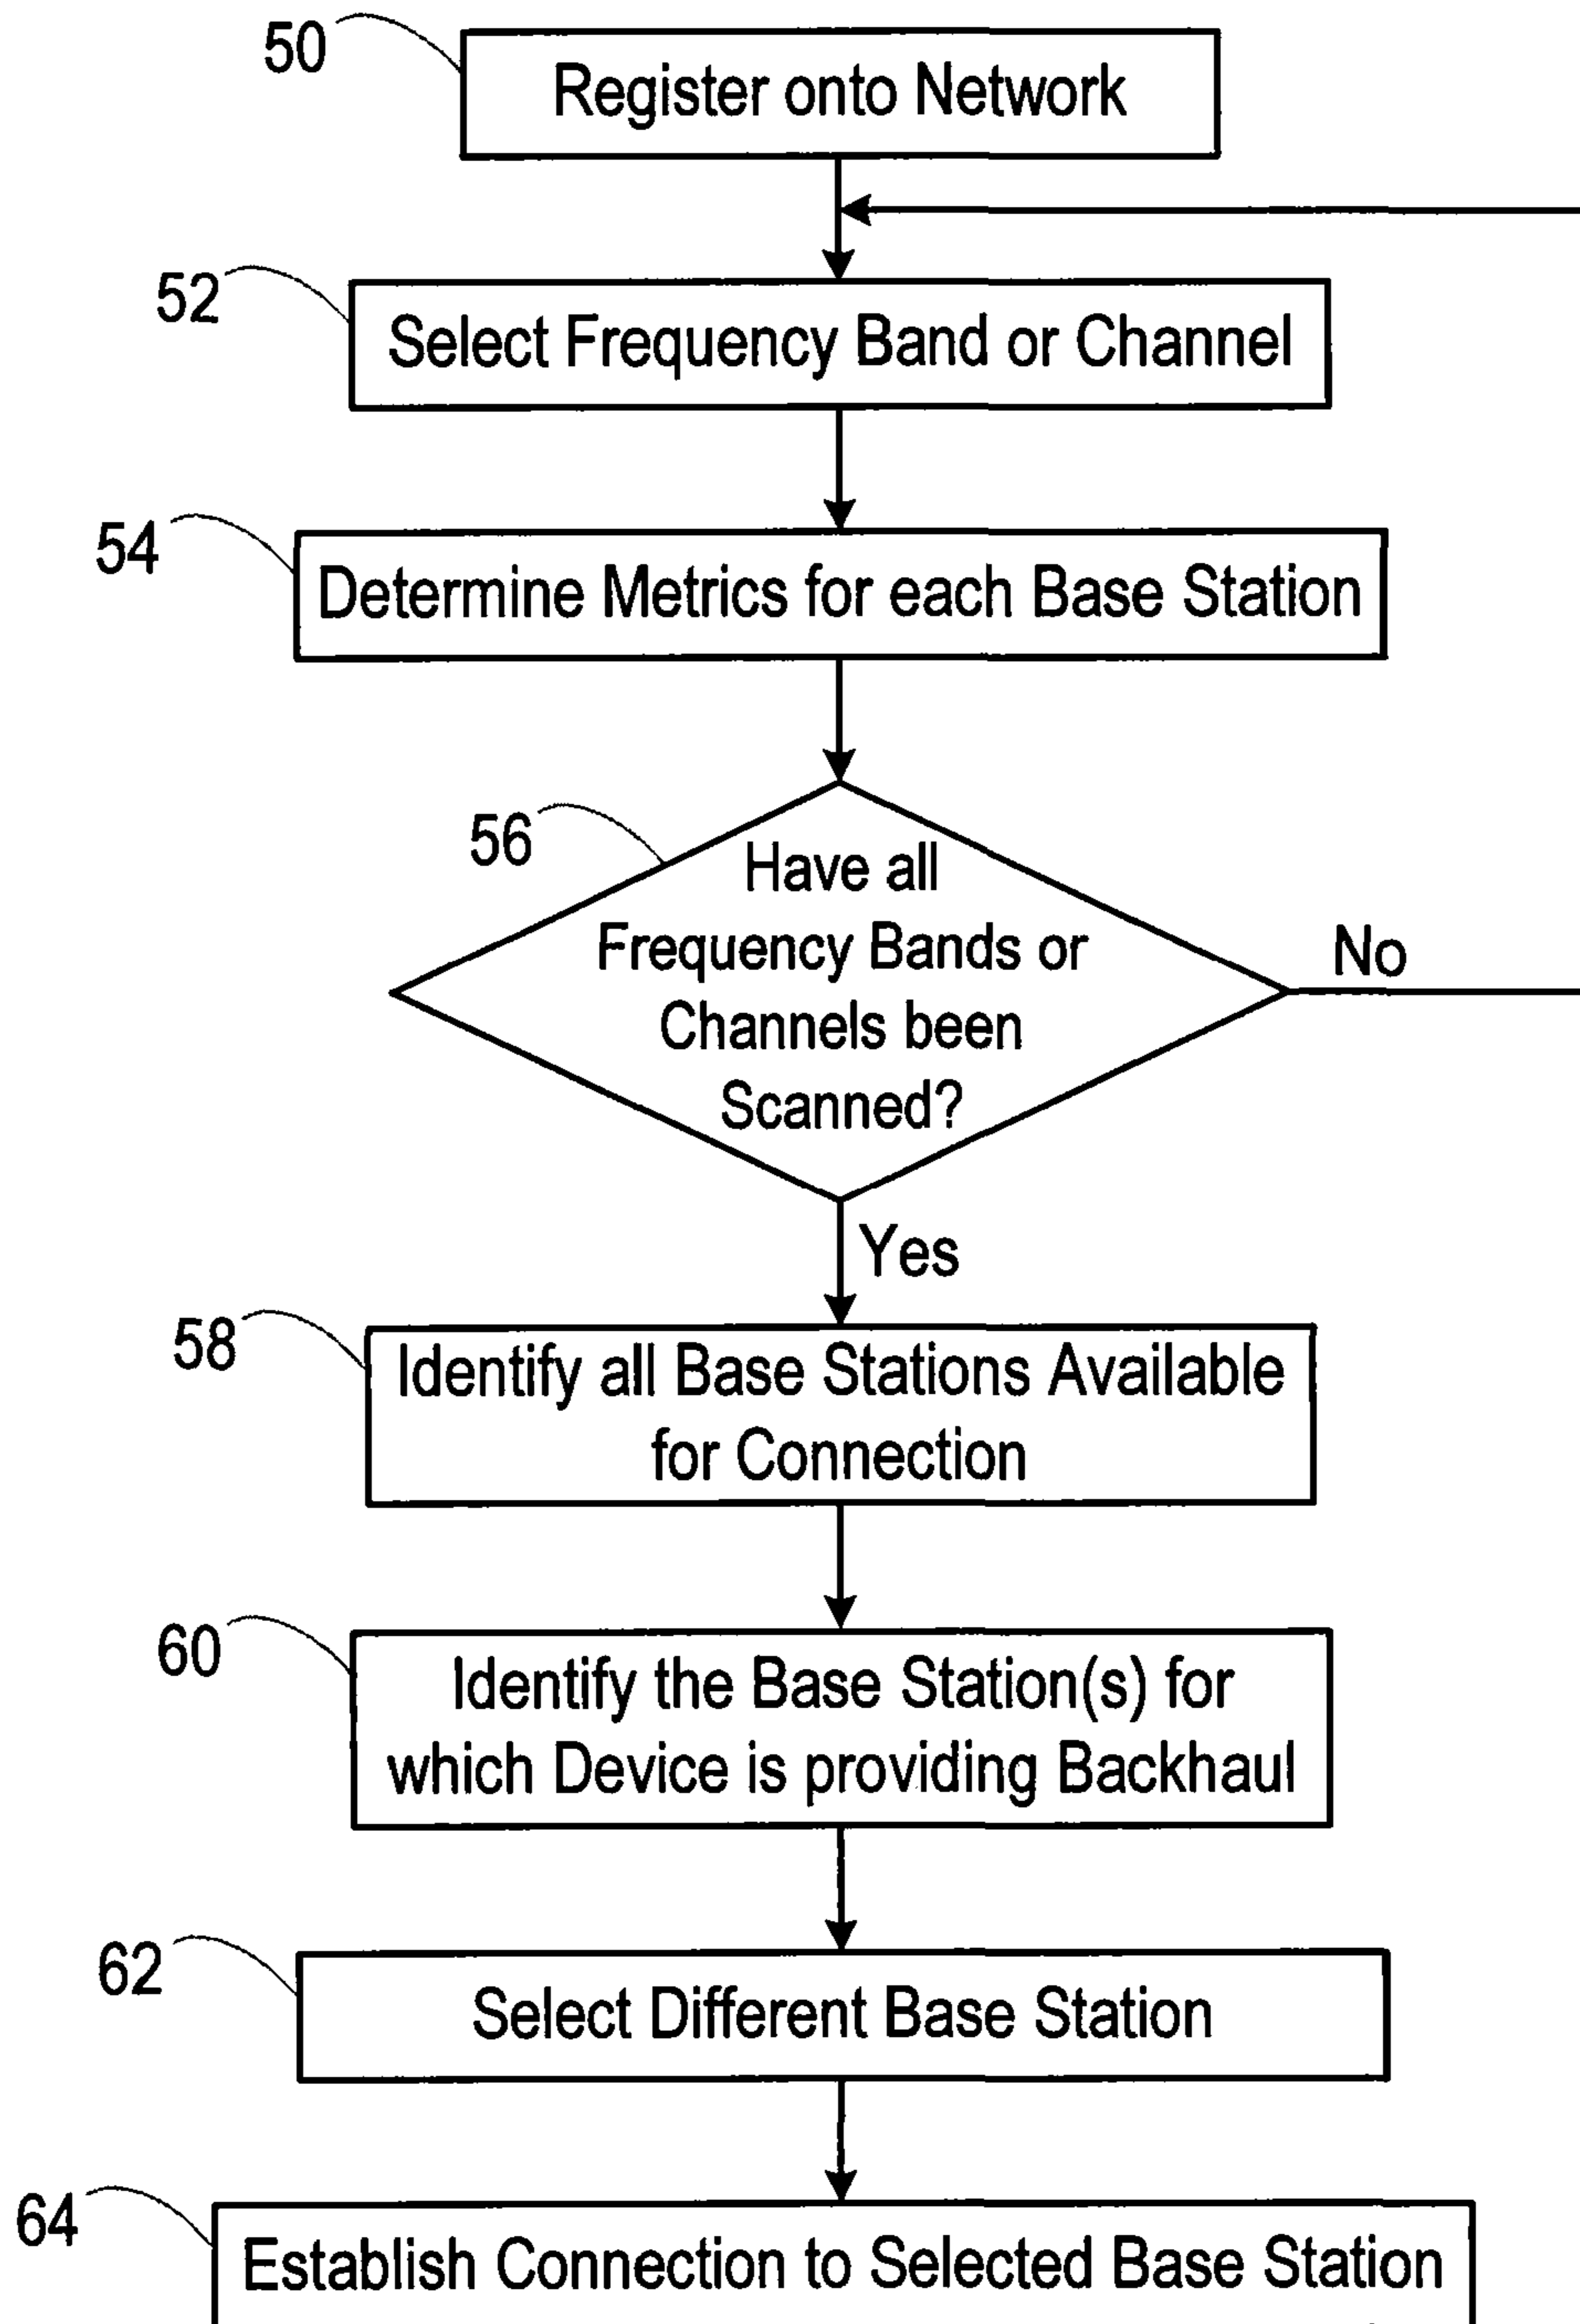 50
Register onto Network
52
Select Frequency Band or Channel
54
Determine Metrics for each Base Station
56
Have all
Frequency Bands or
Channels been
Scanned?
No
Yes
58
Identify all Base Stations Available
for Connection
60
Identify the Base Station(s) for
which Device is providing Backhaul
62
Select Different Base Station
64
Establish Connection to Selected Base Station